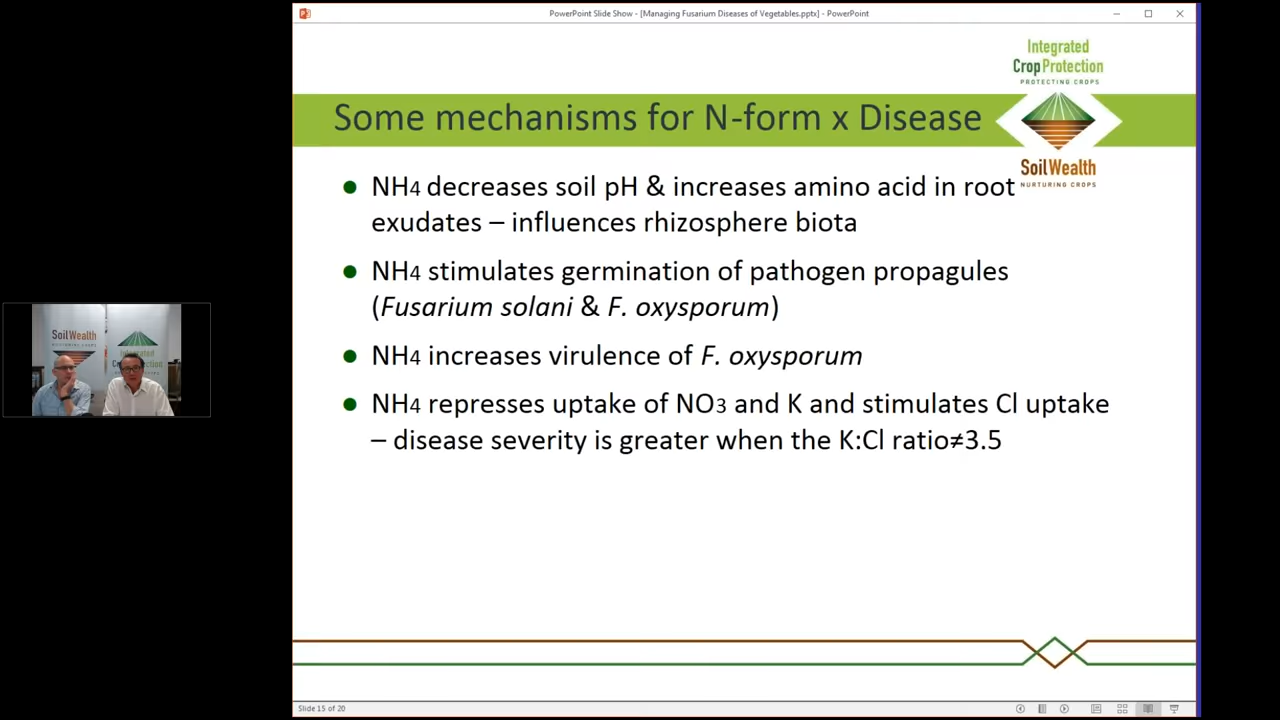 PowerPoint Slide Show - [Managing Fusarium Diseases of Vegetables.pptx] - PowerPoint
Integrated
Crop Protection
PROTECTING CROPS
Some mechanisms for N-form x Disease
SoilWealth
NURTURING CROPS
● NH4 decreases soil pH & increases amino acid in root
exudates – influences rhizosphere biota
● NH4 stimulates germination of pathogen propagules
(Fusarium solani & F. oxysporum)
● NH4 increases virulence of F. oxysporum
● NH4 represses uptake of NO3 and K and stimulates Cl uptake
– disease severity is greater when the K:Cl ratio≠3.5
SoilWealth
Integrated
Slide 15 of 20